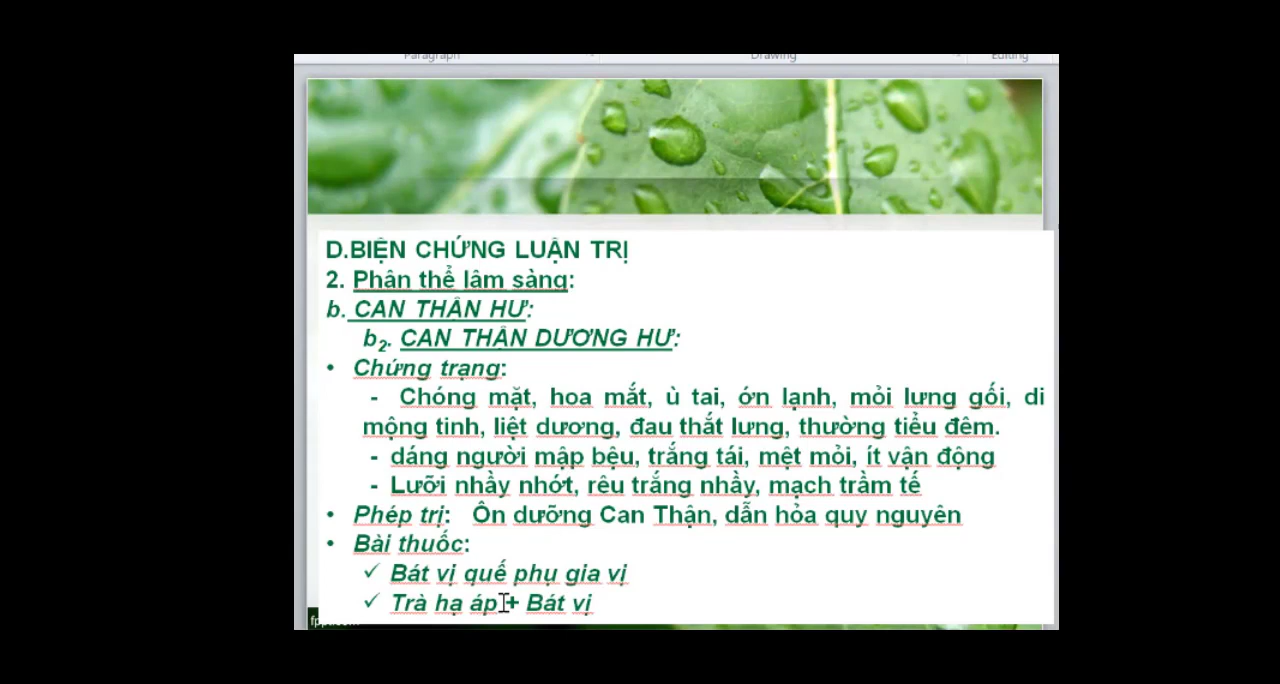 Paragraph Drawing Editing
D.BIỆN CHỨNG LUẬN TRỊ
2. Phân thể lâm sàng:
b. CAN THẬN HƯ:
b2. CAN THẬN DƯƠNG HƯ:
• Chứng trạng:
- Chóng mặt, hoa mắt, ù tai, ớn lạnh, mỏi lưng gối, di
mộng tinh, liệt dương, đau thắt lưng, thường tiểu đêm.
- dáng người mập bệu, trắng tái, mệt mỏi, ít vận động
- Lưỡi nhầy nhớt, rêu trắng nhầy, mạch trầm tế
• Phép trị: Ôn dưỡng Can Thận, dẫn hỏa quy nguyên
• Bài thuốc:
✓ Bát vị quế phụ gia vị
✓ Trà hạ áp + Bát vị